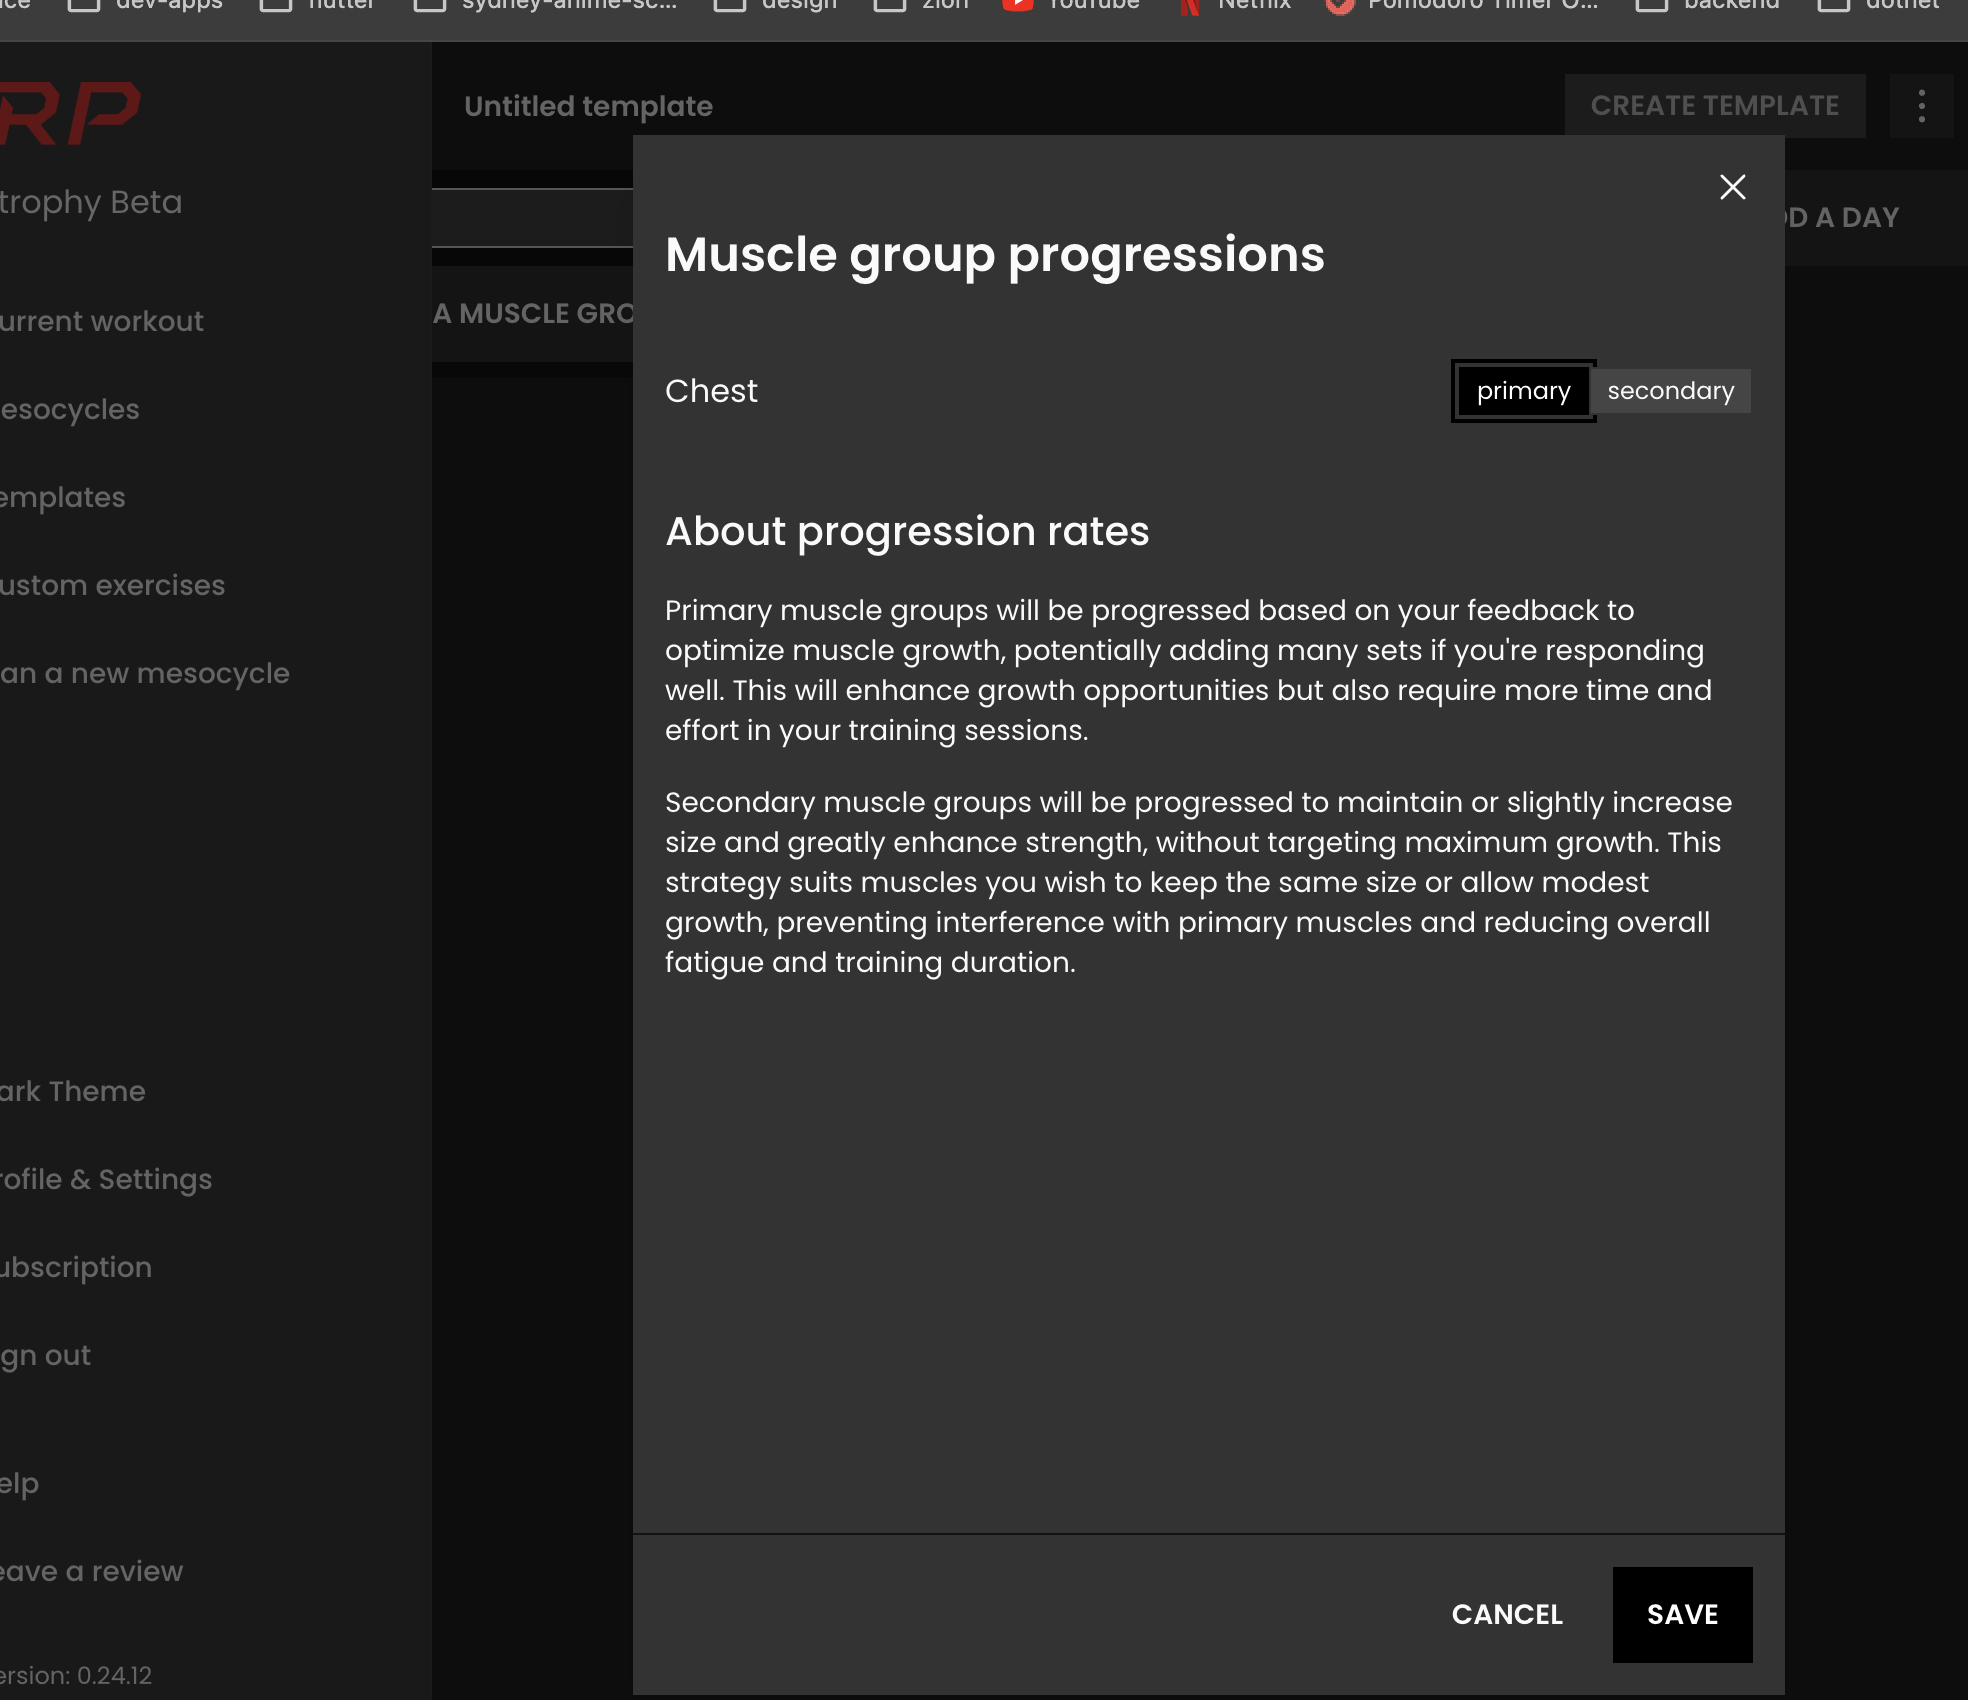 dev-apps
flutter
sydney-anime-sc...
design
zion
YouTube
Netflix
Pomodoro Timer O...
backend
dotnet
RP
trophy Beta
urrent workout
esocycles
emplates
ustom exercises
an a new mesocycle
ark Theme
rofile & Settings
ubscription
gn out
elp
eave a review
ersion: 0.24.12
Untitled template
CREATE TEMPLATE
DD A DAY
A MUSCLE GRO
Muscle group progressions
Chest
primary
secondary
About progression rates
Primary muscle groups will be progressed based on your feedback to
optimize muscle growth, potentially adding many sets if you're responding
well. This will enhance growth opportunities but also require more time and
effort in your training sessions.
Secondary muscle groups will be progressed to maintain or slightly increase
size and greatly enhance strength, without targeting maximum growth. This
strategy suits muscles you wish to keep the same size or allow modest
growth, preventing interference with primary muscles and reducing overall
fatigue and training duration.
CANCEL
SAVE